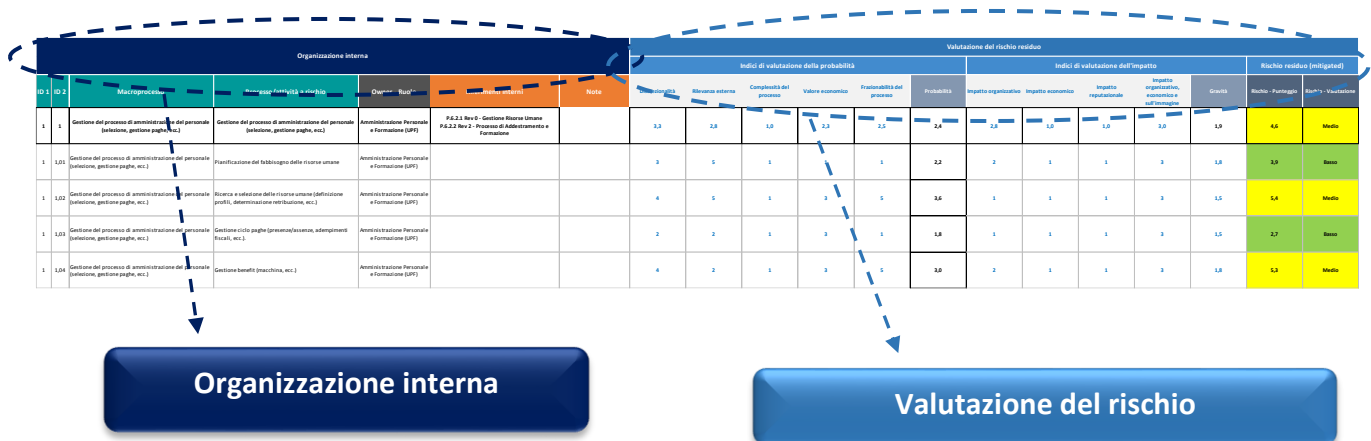 Organizzazione interna
Valutazione del rischio residuo
Indici di valutazione della probabilità
Indici di valutazione dell'impatto
Rischio residuo (mitigated)
ID 1 ID 2 Macroprocesso Processo /attività a rischio Owner - Ruolo Documenti interni Note Discrezionalità Rilevanza esterna Complessità del processo Valore economico Frazionabilità del processo Probabilità Impatto organizzativo Impatto economico Impatto reputazionale Impatto organizzativo, economico e sull'immagine Gravità Rischio - Punteggio Rischio - Valutazione
1 1 Gestione del processo di amministrazione del personale (selezione, gestione paghe, ecc.) Gestione del processo di amministrazione del personale (selezione, gestione paghe, ecc.) Amministrazione Personale e Formazione (UPF) P.6.2.1 Rev 0 - Gestione Risorse Umane P.6.2.2 Rev 2 - Processo di Addestramento e Formazione 3,3 2,8 1,0 2,3 2,5 2,4 2,8 1,0 1,0 3,0 1,9 4,6 Medio
1 1,01 Gestione del processo di amministrazione del personale (selezione, gestione paghe, ecc.) Pianificazione del fabbisogno delle risorse umane Amministrazione Personale e Formazione (UPF) 3 5 1 1 2,2 2 1 1 3 1,8 3,9 Basso
1 1,02 Gestione del processo di amministrazione del personale (selezione, gestione paghe, ecc.) Ricerca e selezione delle risorse umane (definizione profili, determinazione retribuzione, ecc.) Amministrazione Personale e Formazione (UPF) 4 5 1 3 5 3,6 1 1 1 3 1,5 5,4 Medio
1 1,03 Gestione del processo di amministrazione del personale (selezione, gestione paghe, ecc.) Gestione ciclo paghe (presenze/assenze, adempimenti fiscali, ecc.). Amministrazione Personale e Formazione (UPF) 2 2 1 3 1 1,8 1 1 1 3 1,5 2,7 Basso
1 1,04 Gestione del processo di amministrazione del personale (selezione, gestione paghe, ecc.) Gestione benefit (macchina, ecc.) Amministrazione Personale e Formazione (UPF) 4 2 1 3 5 3,0 2 1 1 3 1,8 5,3 Medio
Organizzazione interna
Valutazione del rischio